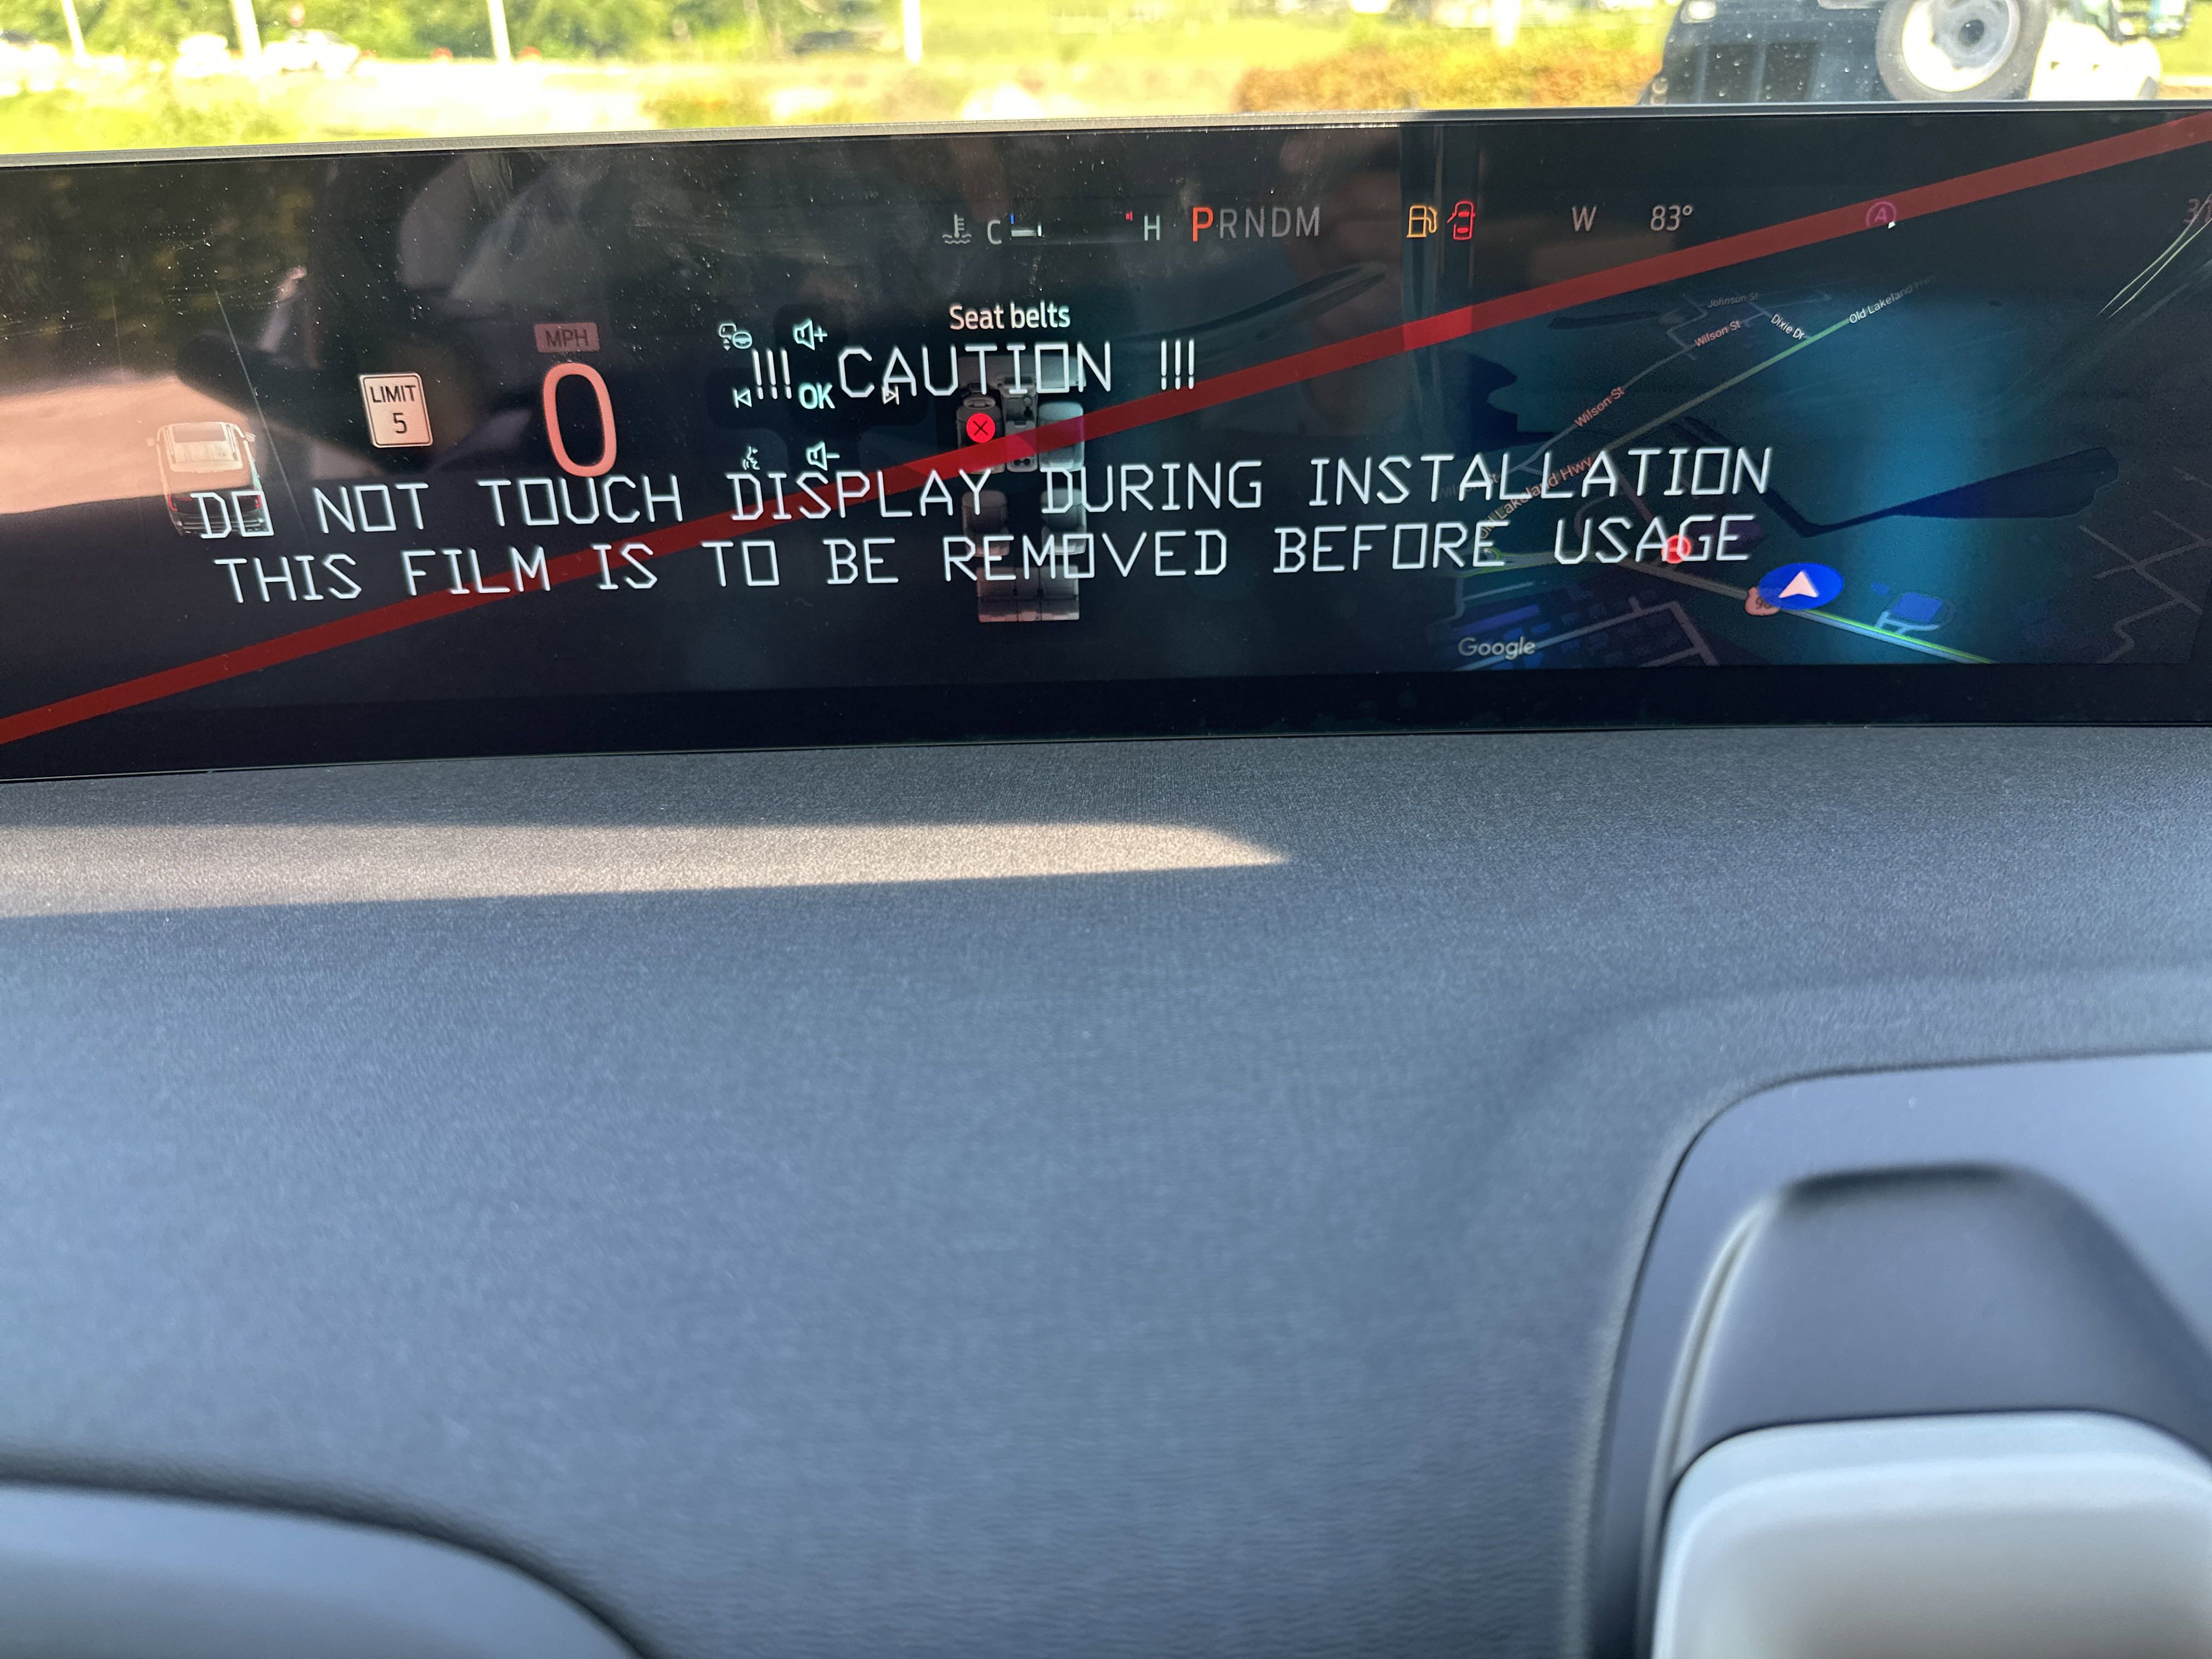 C H PRNDM W 83°
Seat belts
MPH
LIMIT
5
0
OK
!!! CAUTION !!!
DO NOT TOUCH DISPLAY DURING INSTALLATION
THIS FILM IS TO BE REMOVED BEFORE USAGE
Johnson St
Wilson St
Dixie Dr
Old Lakeland
Wilson St
Lakeland Hwy
Google